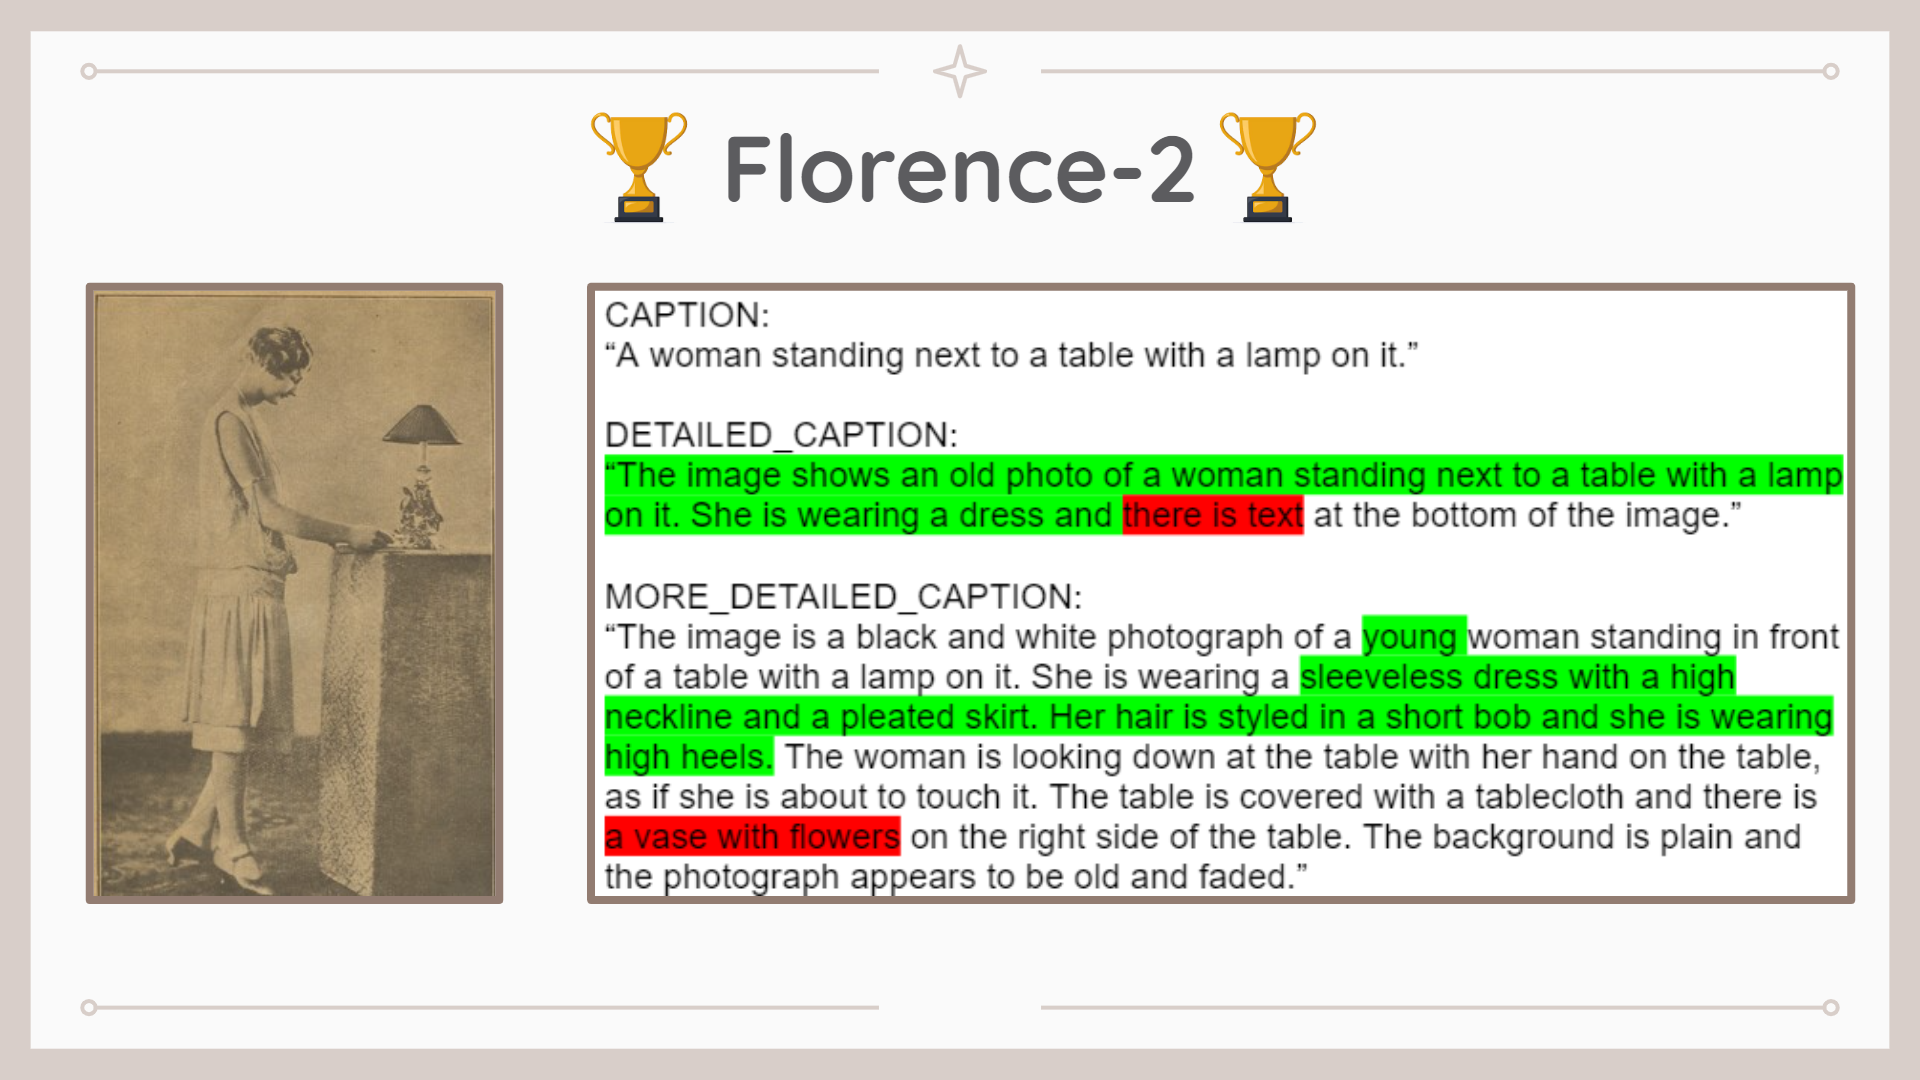 Florence-2
CAPTION:
“A woman standing next to a table with a lamp on it.”
DETAILED_CAPTION:
“The image shows an old photo of a woman standing next to a table with a lamp
on it. She is wearing a dress and there is text at the bottom of the image.”
MORE_DETAILED_CAPTION:
“The image is a black and white photograph of a young woman standing in front
of a table with a lamp on it. She is wearing a sleeveless dress with a high
neckline and a pleated skirt. Her hair is styled in a short bob and she is wearing
high heels. The woman is looking down at the table with her hand on the table,
as if she is about to touch it. The table is covered with a tablecloth and there is
a vase with flowers on the right side of the table. The background is plain and
the photograph appears to be old and faded.”